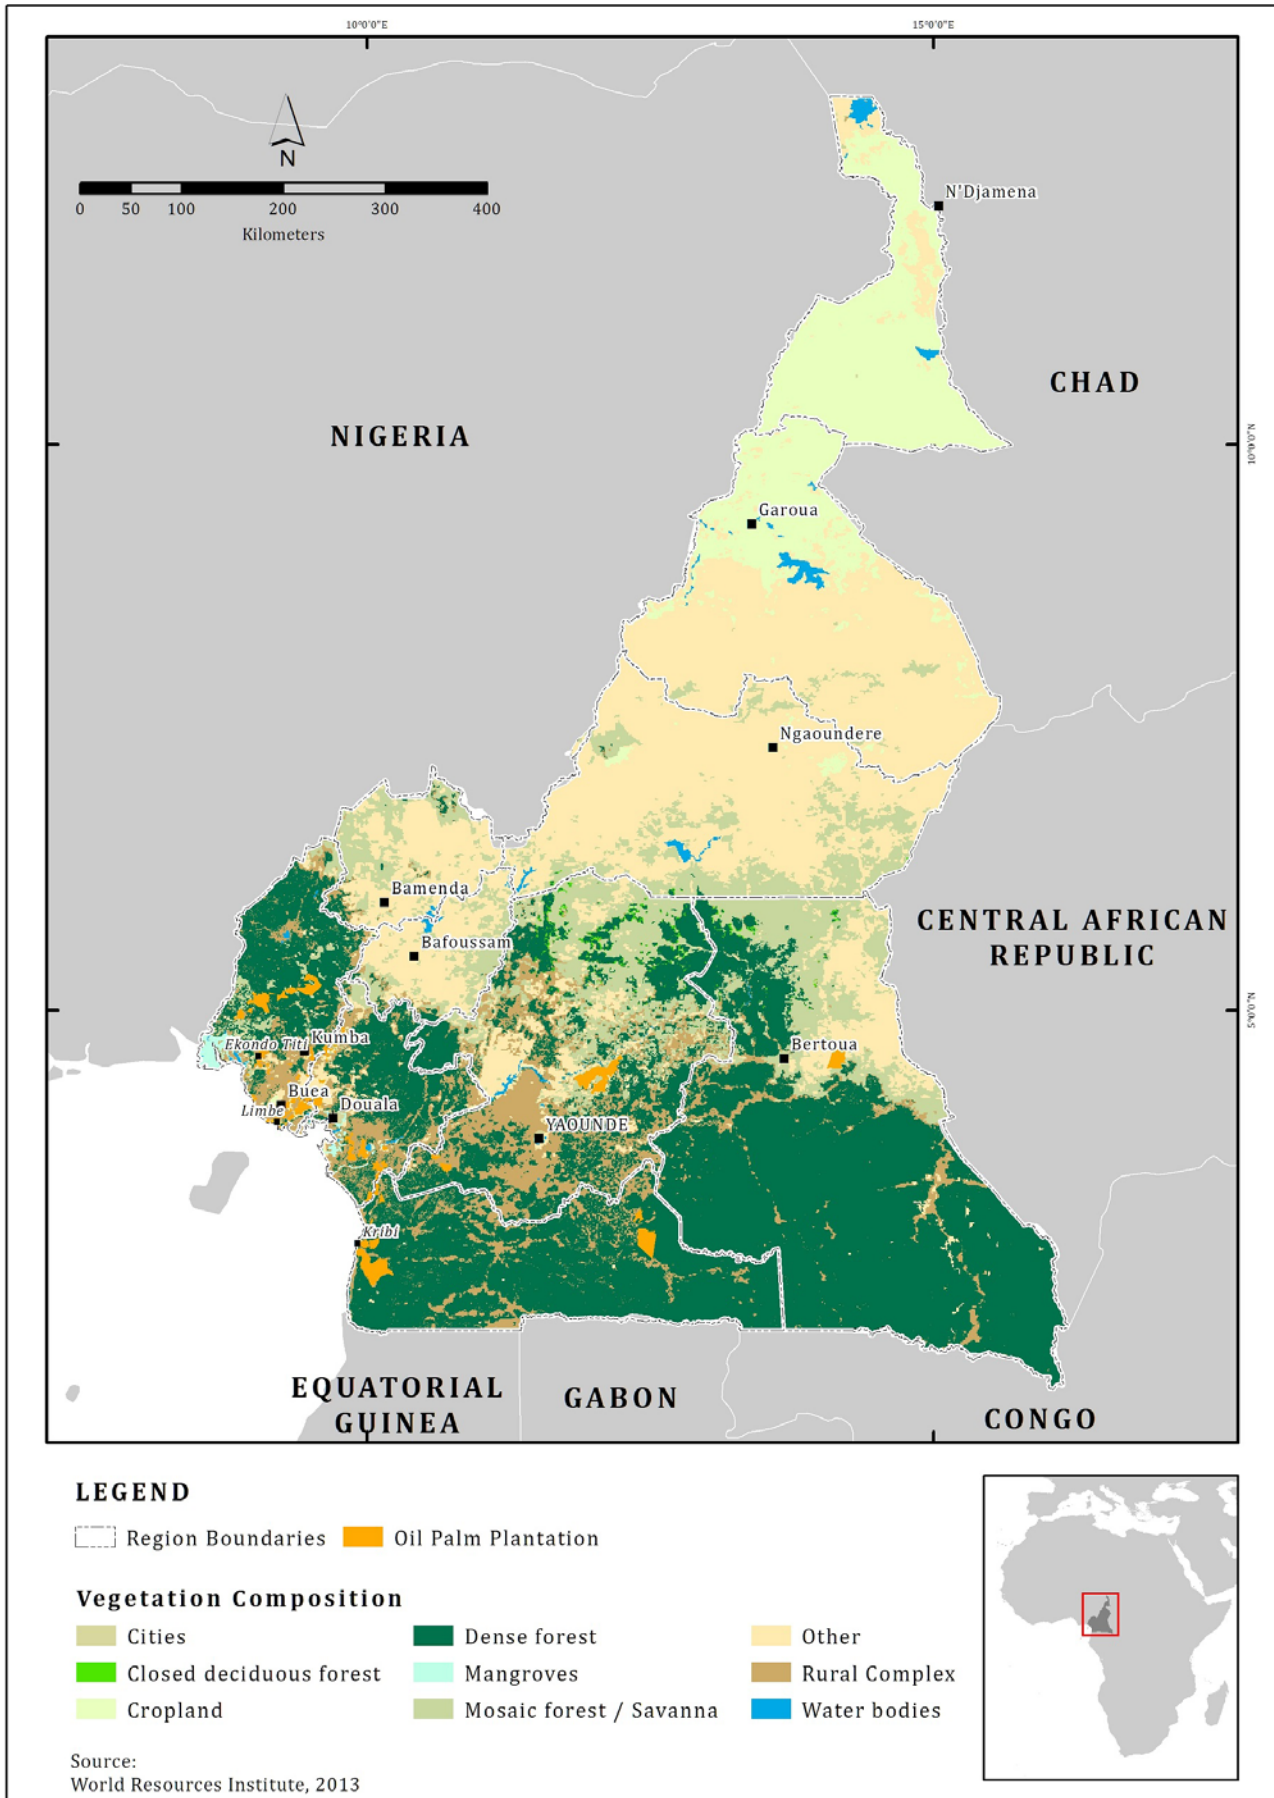 10°0'0"E
15°0'0"E
N
0 50 100 200 300 400
Kilometers
N'Djamena
CHAD
NIGERIA
10°0'0"N
Garoua
Ngaoundere
Bamenda
CENTRAL AFRICAN
REPUBLIC
Bafoussam
5°0'0"N
Ekondo Titi
Kumba
Bertoua
Buea
Limbe
Douala
YAOUNDE
Kribi
EQUATORIAL
GUINEA
GABON
CONGO
LEGEND
Region Boundaries
Oil Palm Plantation
Vegetation Composition
Cities
Dense forest
Other
Closed deciduous forest
Mangroves
Rural Complex
Cropland
Mosaic forest / Savanna
Water bodies
Source:
World Resources Institute, 2013